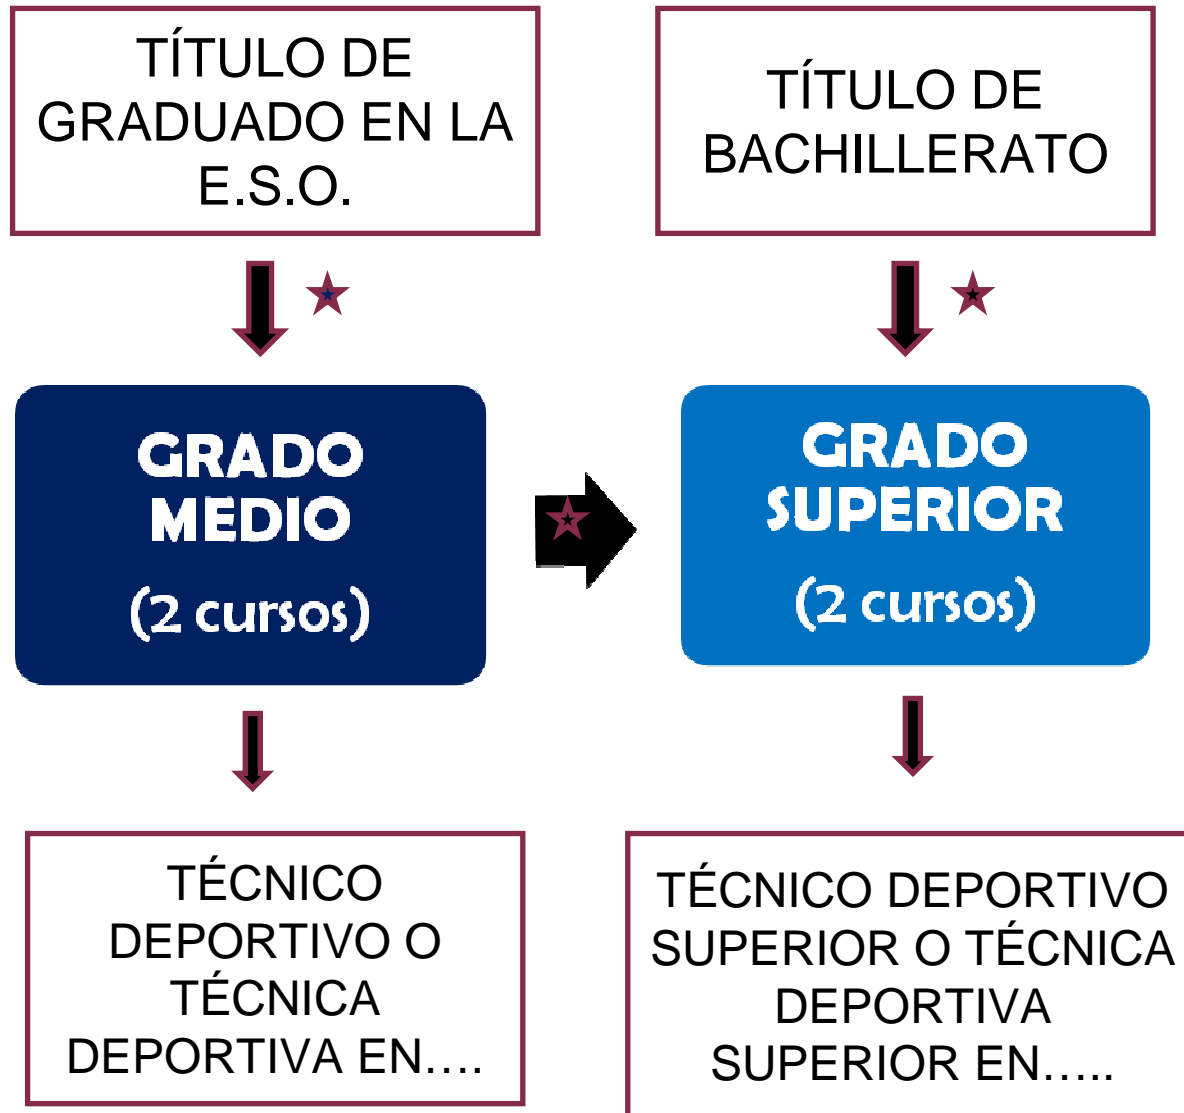 TÍTULO DE
GRADUADO EN LA
E.S.O.
TÍTULO DE
BACHILLERATO
GRADO
MEDIO
(2 cursos)
GRADO
SUPERIOR
(2 cursos)
TÉCNICO
DEPORTIVO O
TÉCNICA
DEPORTIVA EN....
TÉCNICO DEPORTIVO
SUPERIOR O TÉCNICA
DEPORTIVA
SUPERIOR EN.....